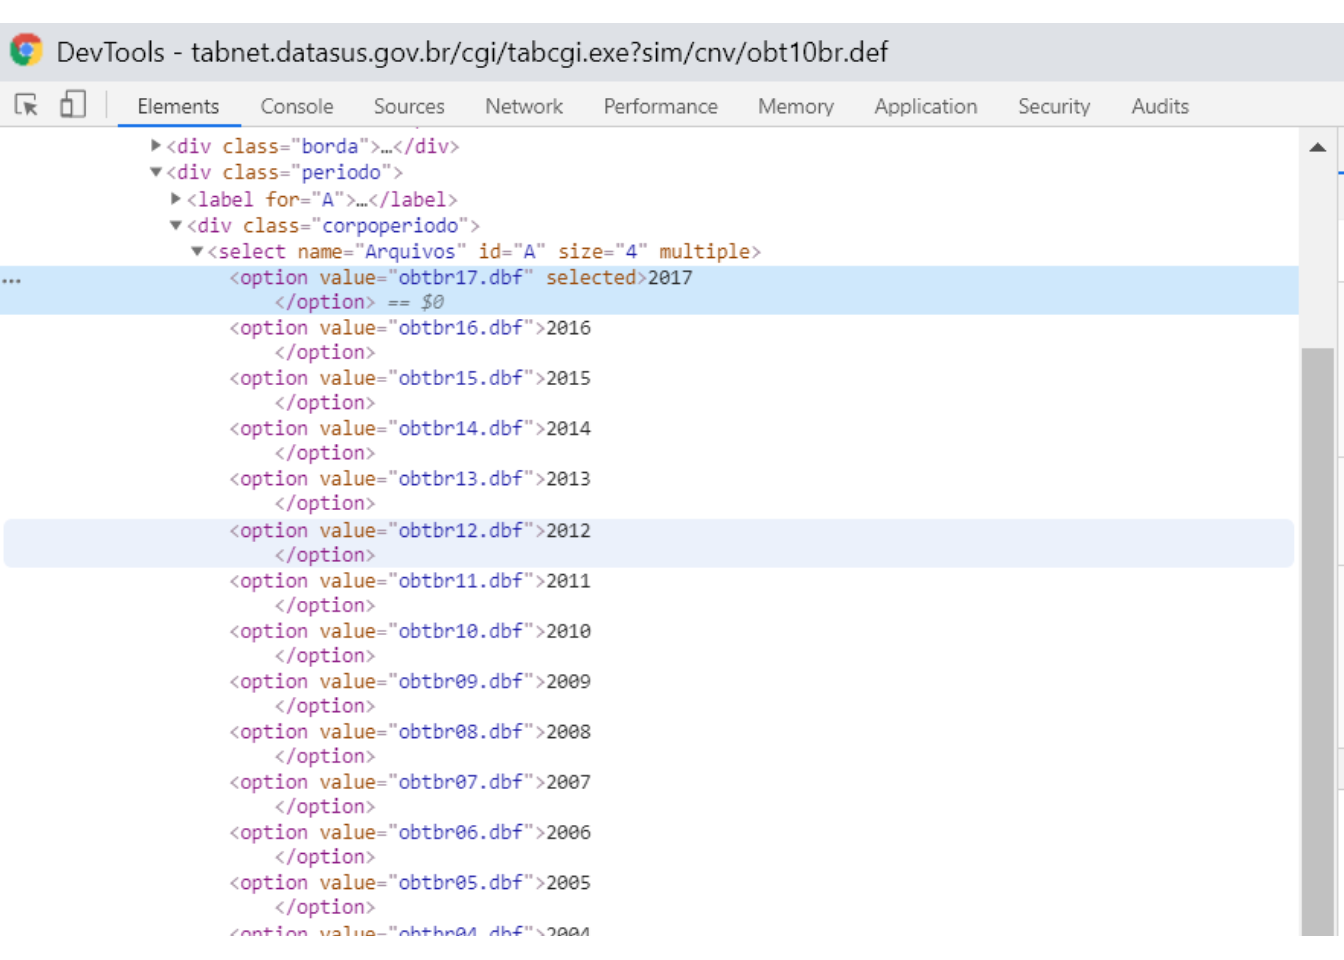 DevTools - tabnet.datasus.gov.br/cgi/tabcgi.exe?sim/cnv/obt10br.def
Elements Console Sources Network Performance Memory Application Security Audits
▶<div class="borda">…</div>
▼<div class="periodo">
▶<label for="A">…</label>
▼<div class="corpoperiodo">
▼<select name="Arquivos" id="A" size="4" multiple>
<option value="obtbr17.dbf" selected>2017
… </option> == $0
<option value="obtbr16.dbf">2016
</option>
<option value="obtbr15.dbf">2015
</option>
<option value="obtbr14.dbf">2014
</option>
<option value="obtbr13.dbf">2013
</option>
<option value="obtbr12.dbf">2012
</option>
<option value="obtbr11.dbf">2011
</option>
<option value="obtbr10.dbf">2010
</option>
<option value="obtbr09.dbf">2009
</option>
<option value="obtbr08.dbf">2008
</option>
<option value="obtbr07.dbf">2007
</option>
<option value="obtbr06.dbf">2006
</option>
<option value="obtbr05.dbf">2005
</option>
<option value="obtbr04.dbf">2004